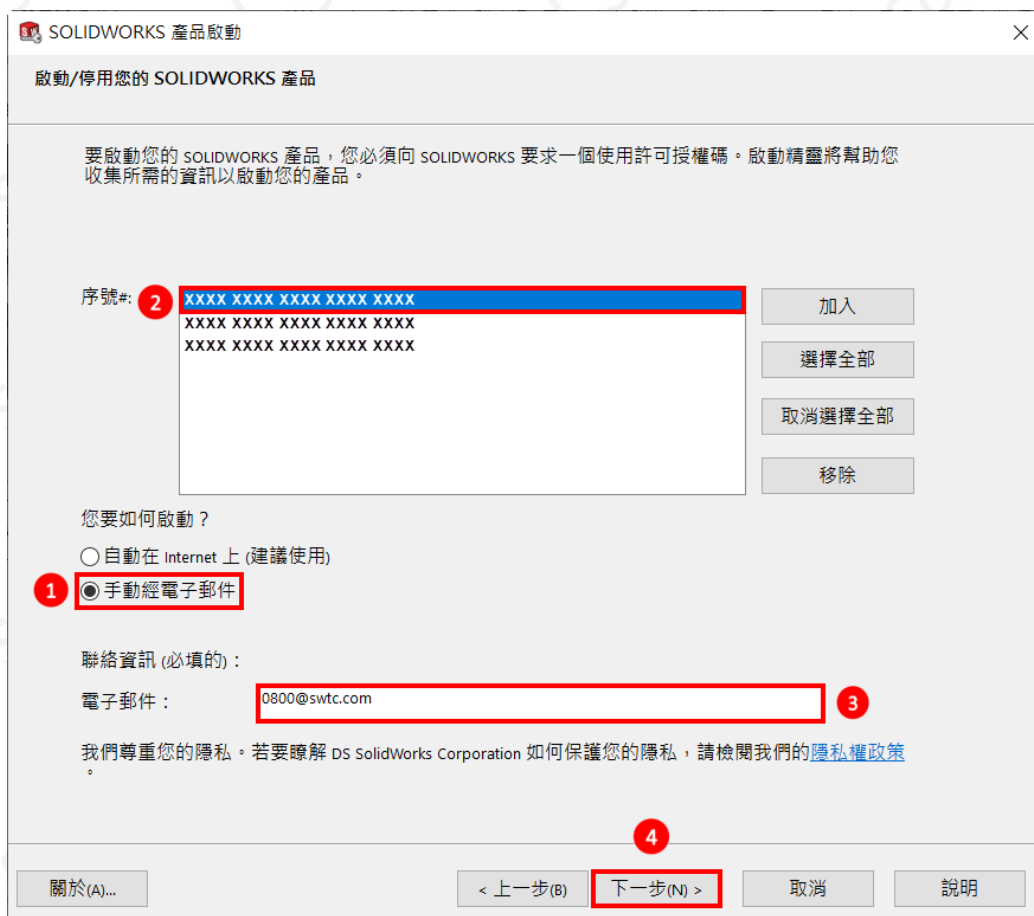 SOLIDWORKS 產品啟動
啟動/停用您的 SOLIDWORKS 產品
要啟動您的 SOLIDWORKS 產品，您必須向 SOLIDWORKS 要求一個使用許可授權碼。啟動精靈將幫助您
收集所需的資訊以啟動您的產品。
序號#:
2
XXXX XXXX XXXX XXXX XXXX
XXXX XXXX XXXX XXXX XXXX
XXXX XXXX XXXX XXXX XXXX
加入
選擇全部
取消選擇全部
移除
您要如何啟動？
自動在 Internet 上 (建議使用)
1
手動經電子郵件
聯絡資訊 (必填的)：
電子郵件：
0800@swtc.com
3
我們尊重您的隱私。若要瞭解 DS SolidWorks Corporation 如何保護您的隱私，請檢閱我們的隱私權政策
。
4
關於(A)...
< 上一步(B)
下一步(N) >
取消
說明